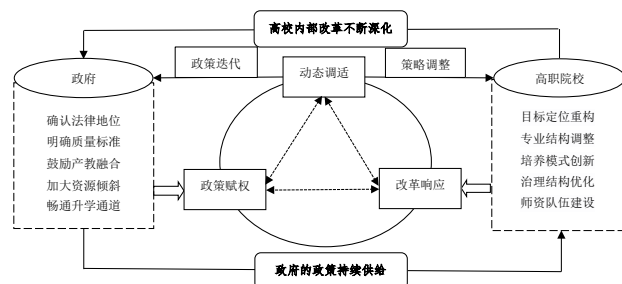 高校内部改革不断深化
政府
政策迭代
动态调适
策略调整
高职院校
确认法律地位
明确质量标准
鼓励产教融合
加大资源倾斜
畅通升学通道
政策赋权
改革响应
目标定位重构
专业结构调整
培养模式创新
治理结构优化
师资队伍建设
政府的政策持续供给